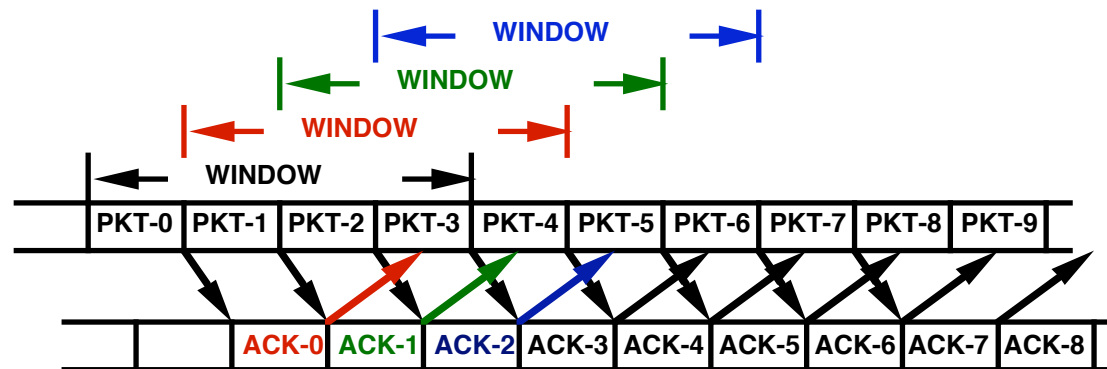 WINDOW
WINDOW
WINDOW
WINDOW
PKT-0 PKT-1 PKT-2 PKT-3 PKT-4 PKT-5 PKT-6 PKT-7 PKT-8 PKT-9
ACK-0 ACK-1 ACK-2 ACK-3 ACK-4 ACK-5 ACK-6 ACK-7 ACK-8